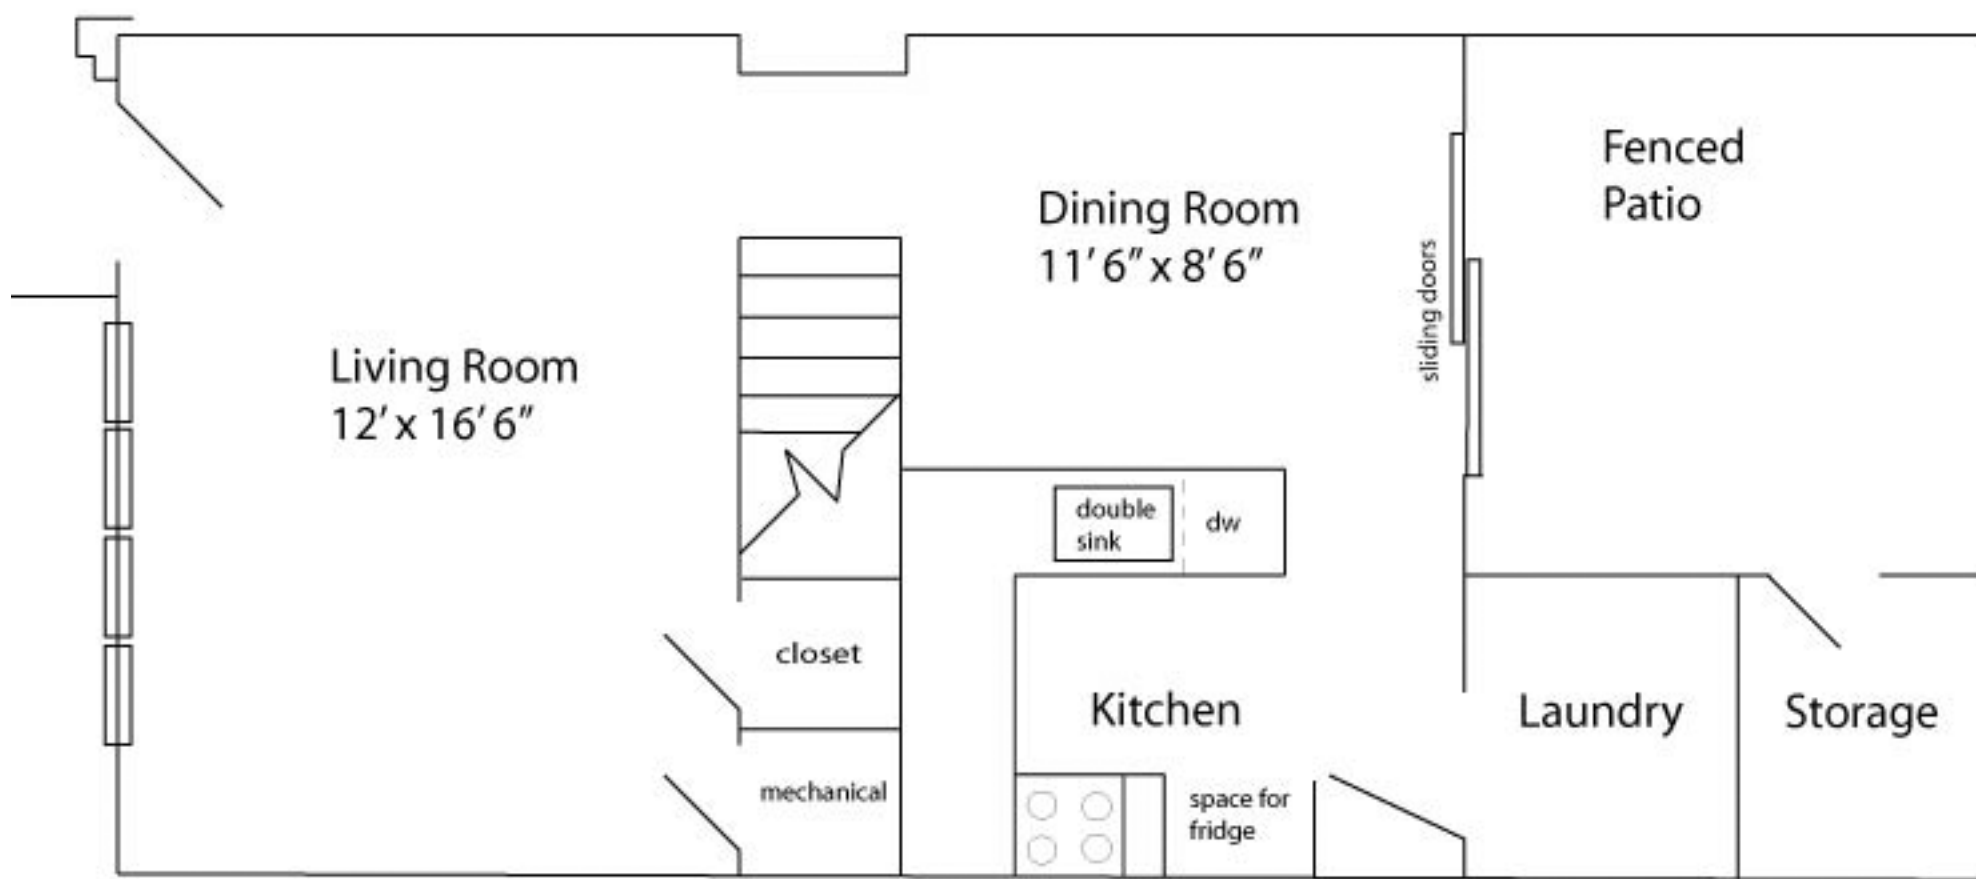 Living Room
12’ x 16’ 6”
Dining Room
11’ 6” x 8’ 6”
sliding doors
Fenced
Patio
double
sink
dw
closet
mechanical
Kitchen
space for
fridge
Laundry
Storage